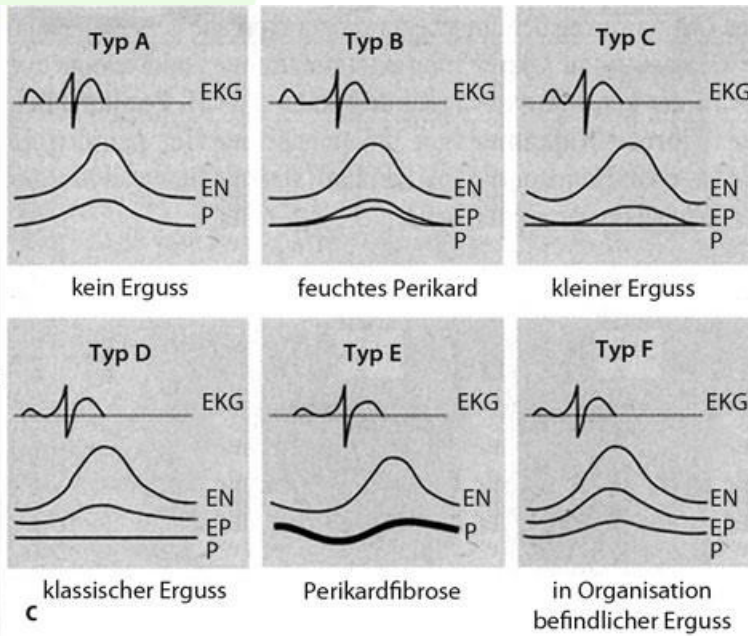 Typ A
EKG
EN
P
kein Erguss
Typ B
EKG
EN
EP
P
feuchtes Perikard
Typ C
EKG
EN
EP
P
kleiner Erguss
Typ D
EKG
EN
EP
P
klassischer Erguss
Typ E
EKG
EN
P
Perikardfibrose
Typ F
EKG
EN
EP
P
in Organisation
befindlicher Erguss
C